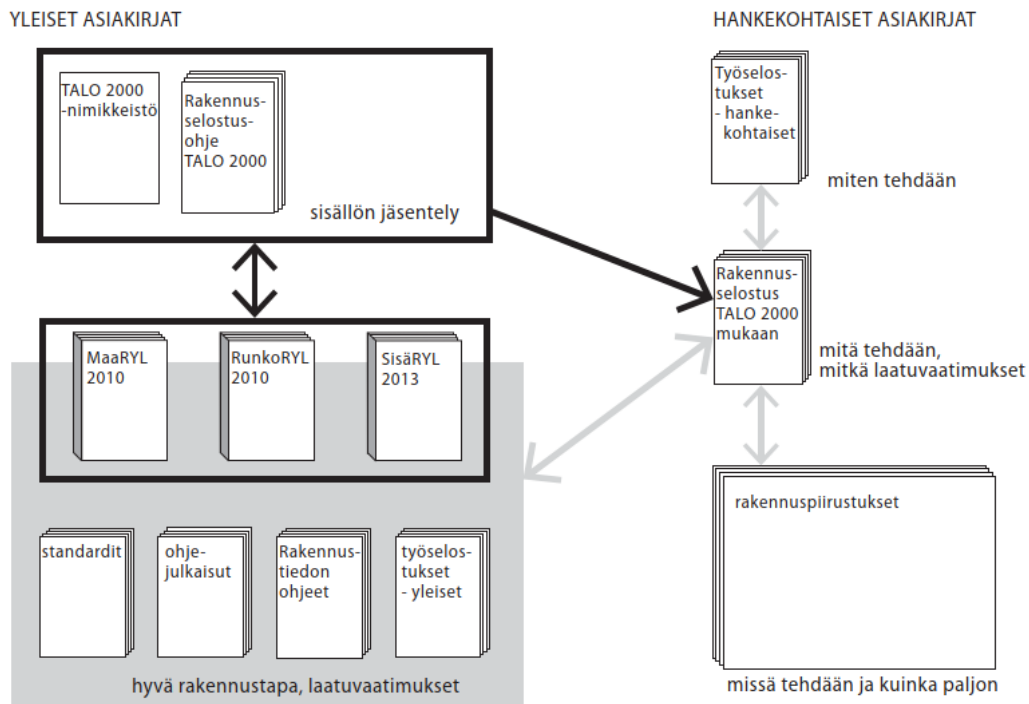 YLEISET ASIAKIRJAT
TALO 2000
-nimikkeistö
Rakennus-
selostus-
ohje
TALO 2000
sisällön jäsentely
MaaRYL
2010
RunkoRYL
2010
SisäRYL
2013
standardit
ohje-
julkaisut
Rakennus-
tiedon
ohjeet
työselos-
tukset
- yleiset
hyvä rakennustapa, laatuvaatimukset
HANKEKOHTAISET ASIAKIRJAT
Työselos-
tukset
- hanke-
kohtaiset
miten tehdään
Rakennus-
selostus
TALO 2000
mukaan
mitä tehdään,
mitkä laatuvaatimukset
rakennuspiirustukset
missä tehdään ja kuinka paljon